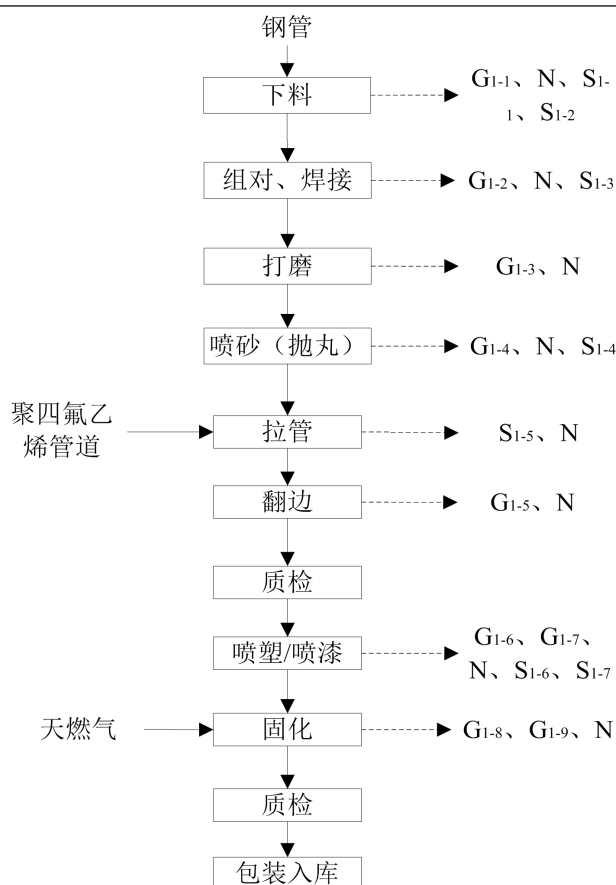 钢管
下料
G1-1、N、S1-
1、S1-2
组对、焊接
G1-2、N、S1-3
打磨
G1-3、N
喷砂（抛丸）
G1-4、N、S1-4
聚四氟乙
烯管道
拉管
S1-5、N
翻边
G1-5、N
质检
喷塑/喷漆
G1-6、G1-7、
N、S1-6、S1-7
天燃气
固化
G1-8、G1-9、N
质检
包装入库